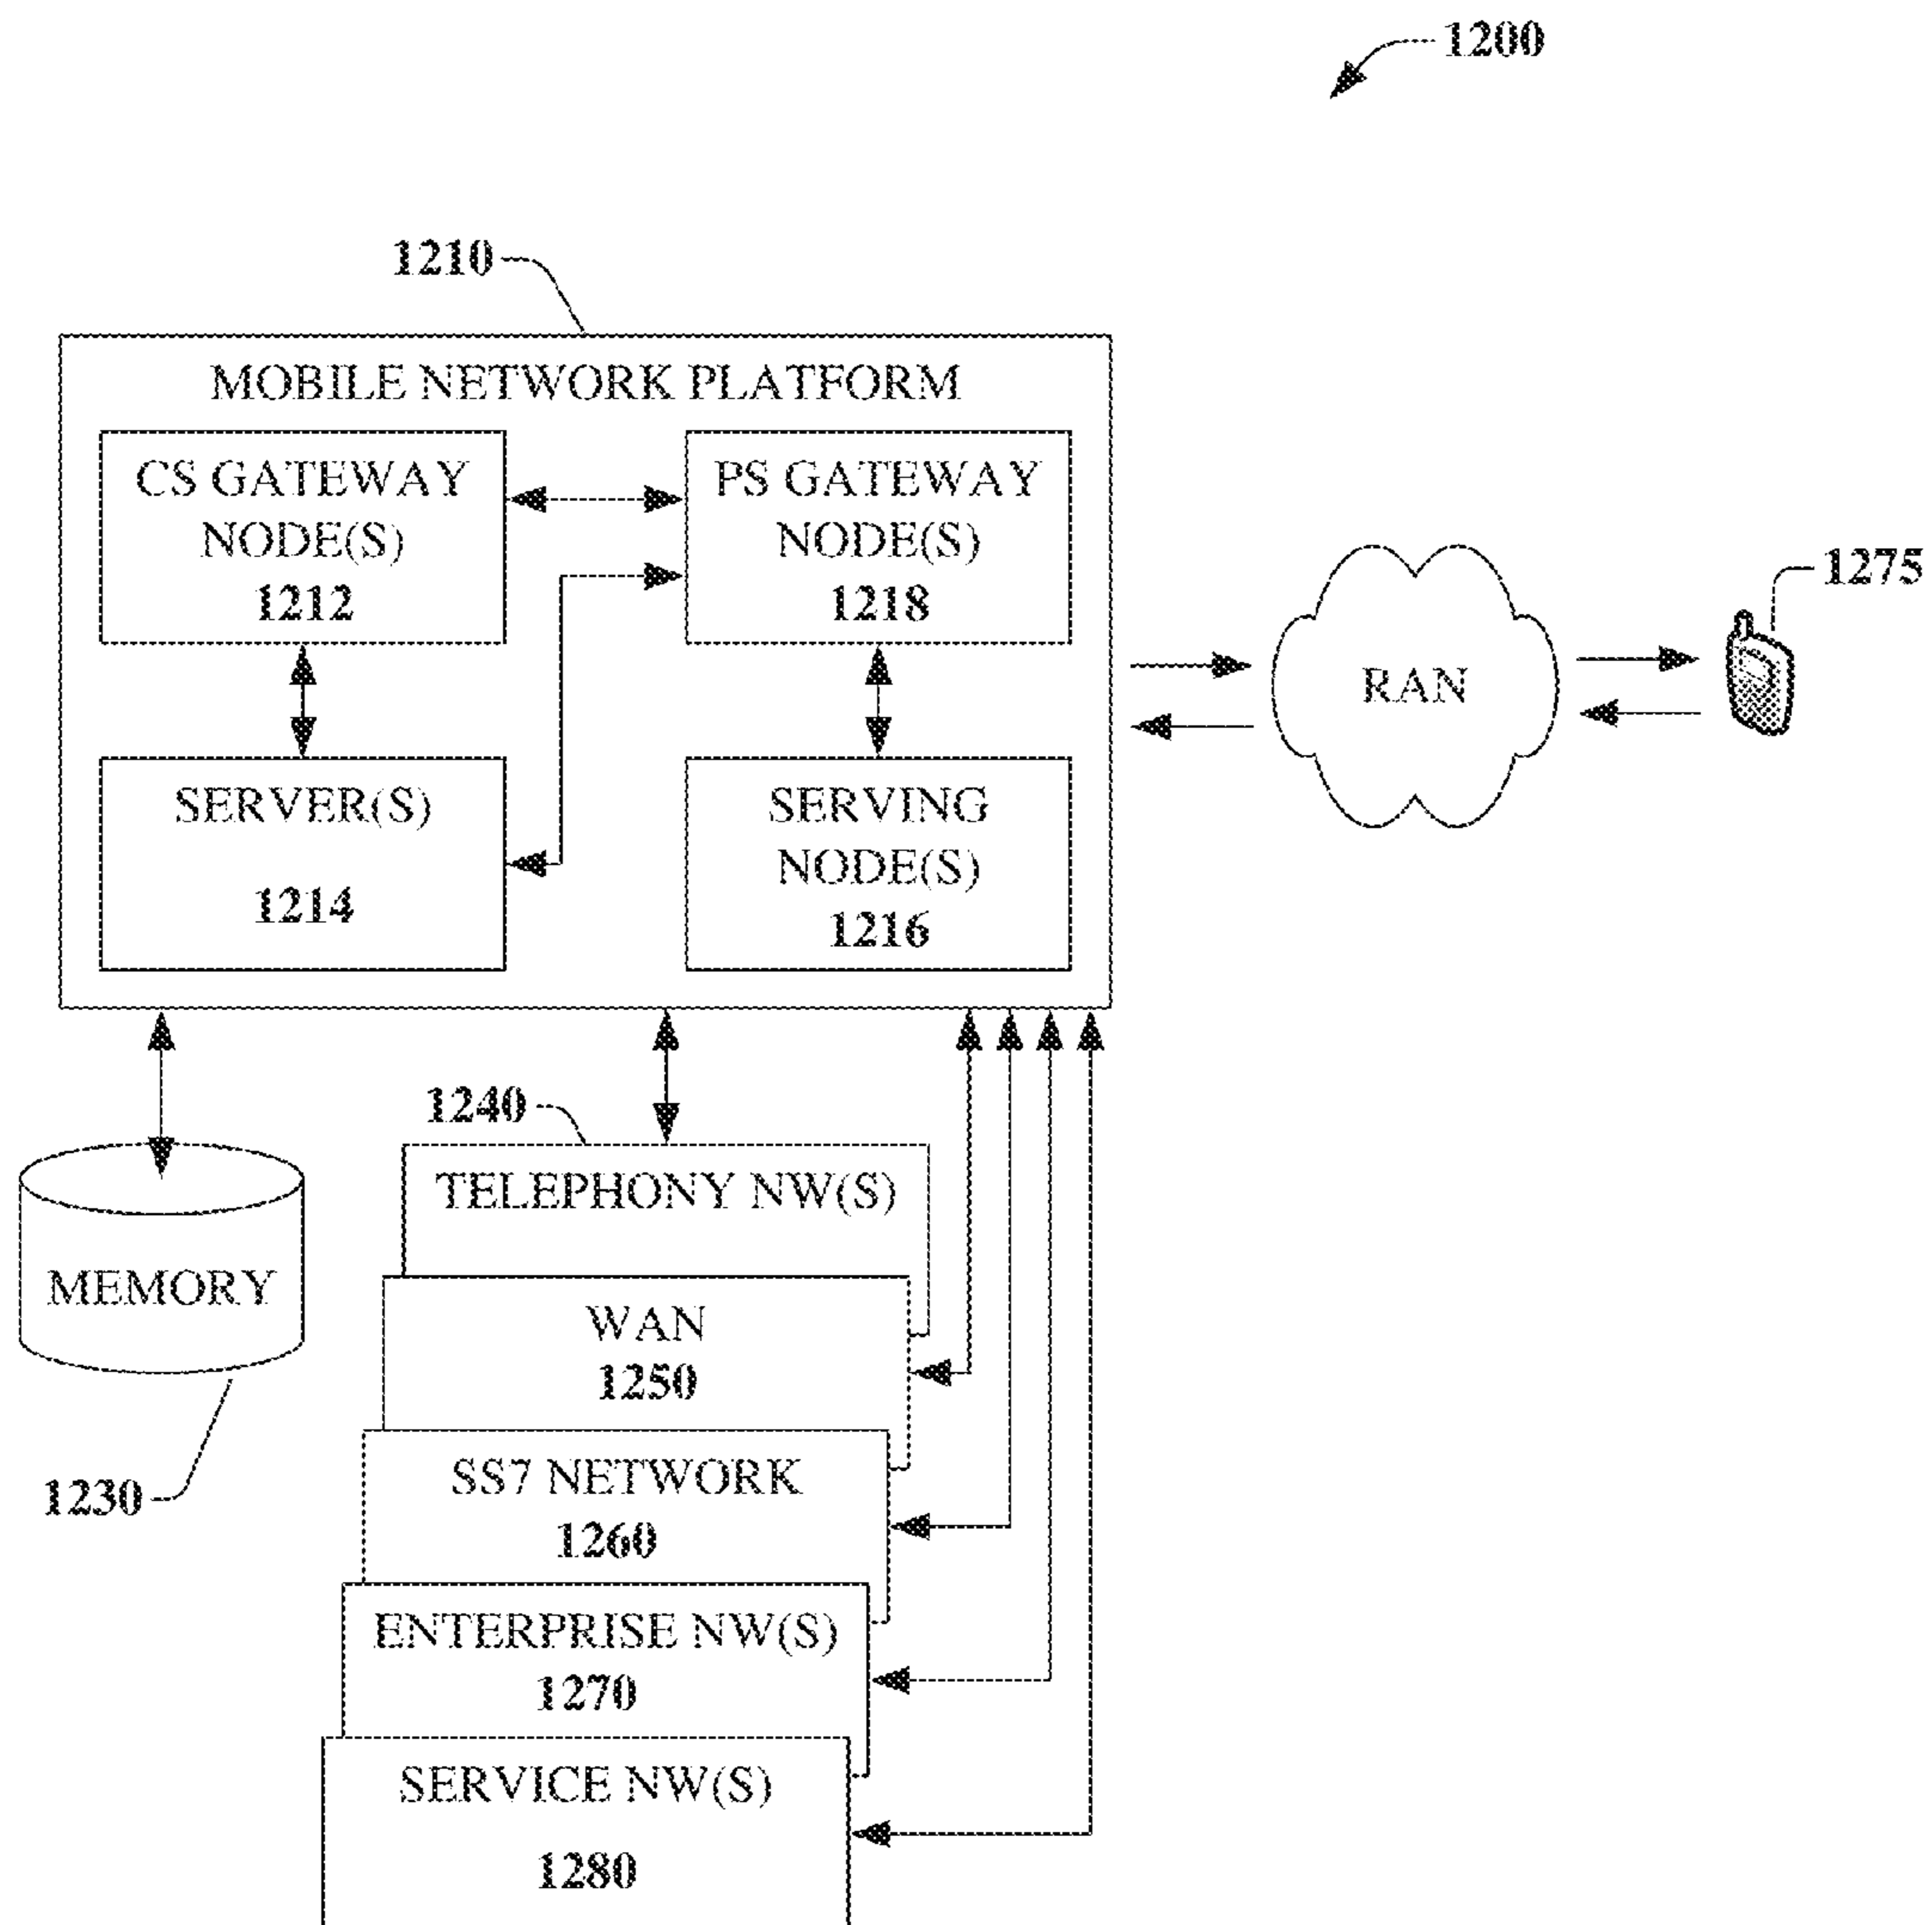 1200
1210
MOBILE NETWORK PLATFORM
CS GATEWAY
NODE(S)
1212
PS GATEWAY
NODE(S)
1218
SERVER(S)
1214
SERVING
NODE(S)
1216
RAN
1275
1240
TELEPHONY NW(S)
MEMORY
1230
WAN
1250
SS7 NETWORK
1260
ENTERPRISE NW(S)
1270
SERVICE NW(S)
1280